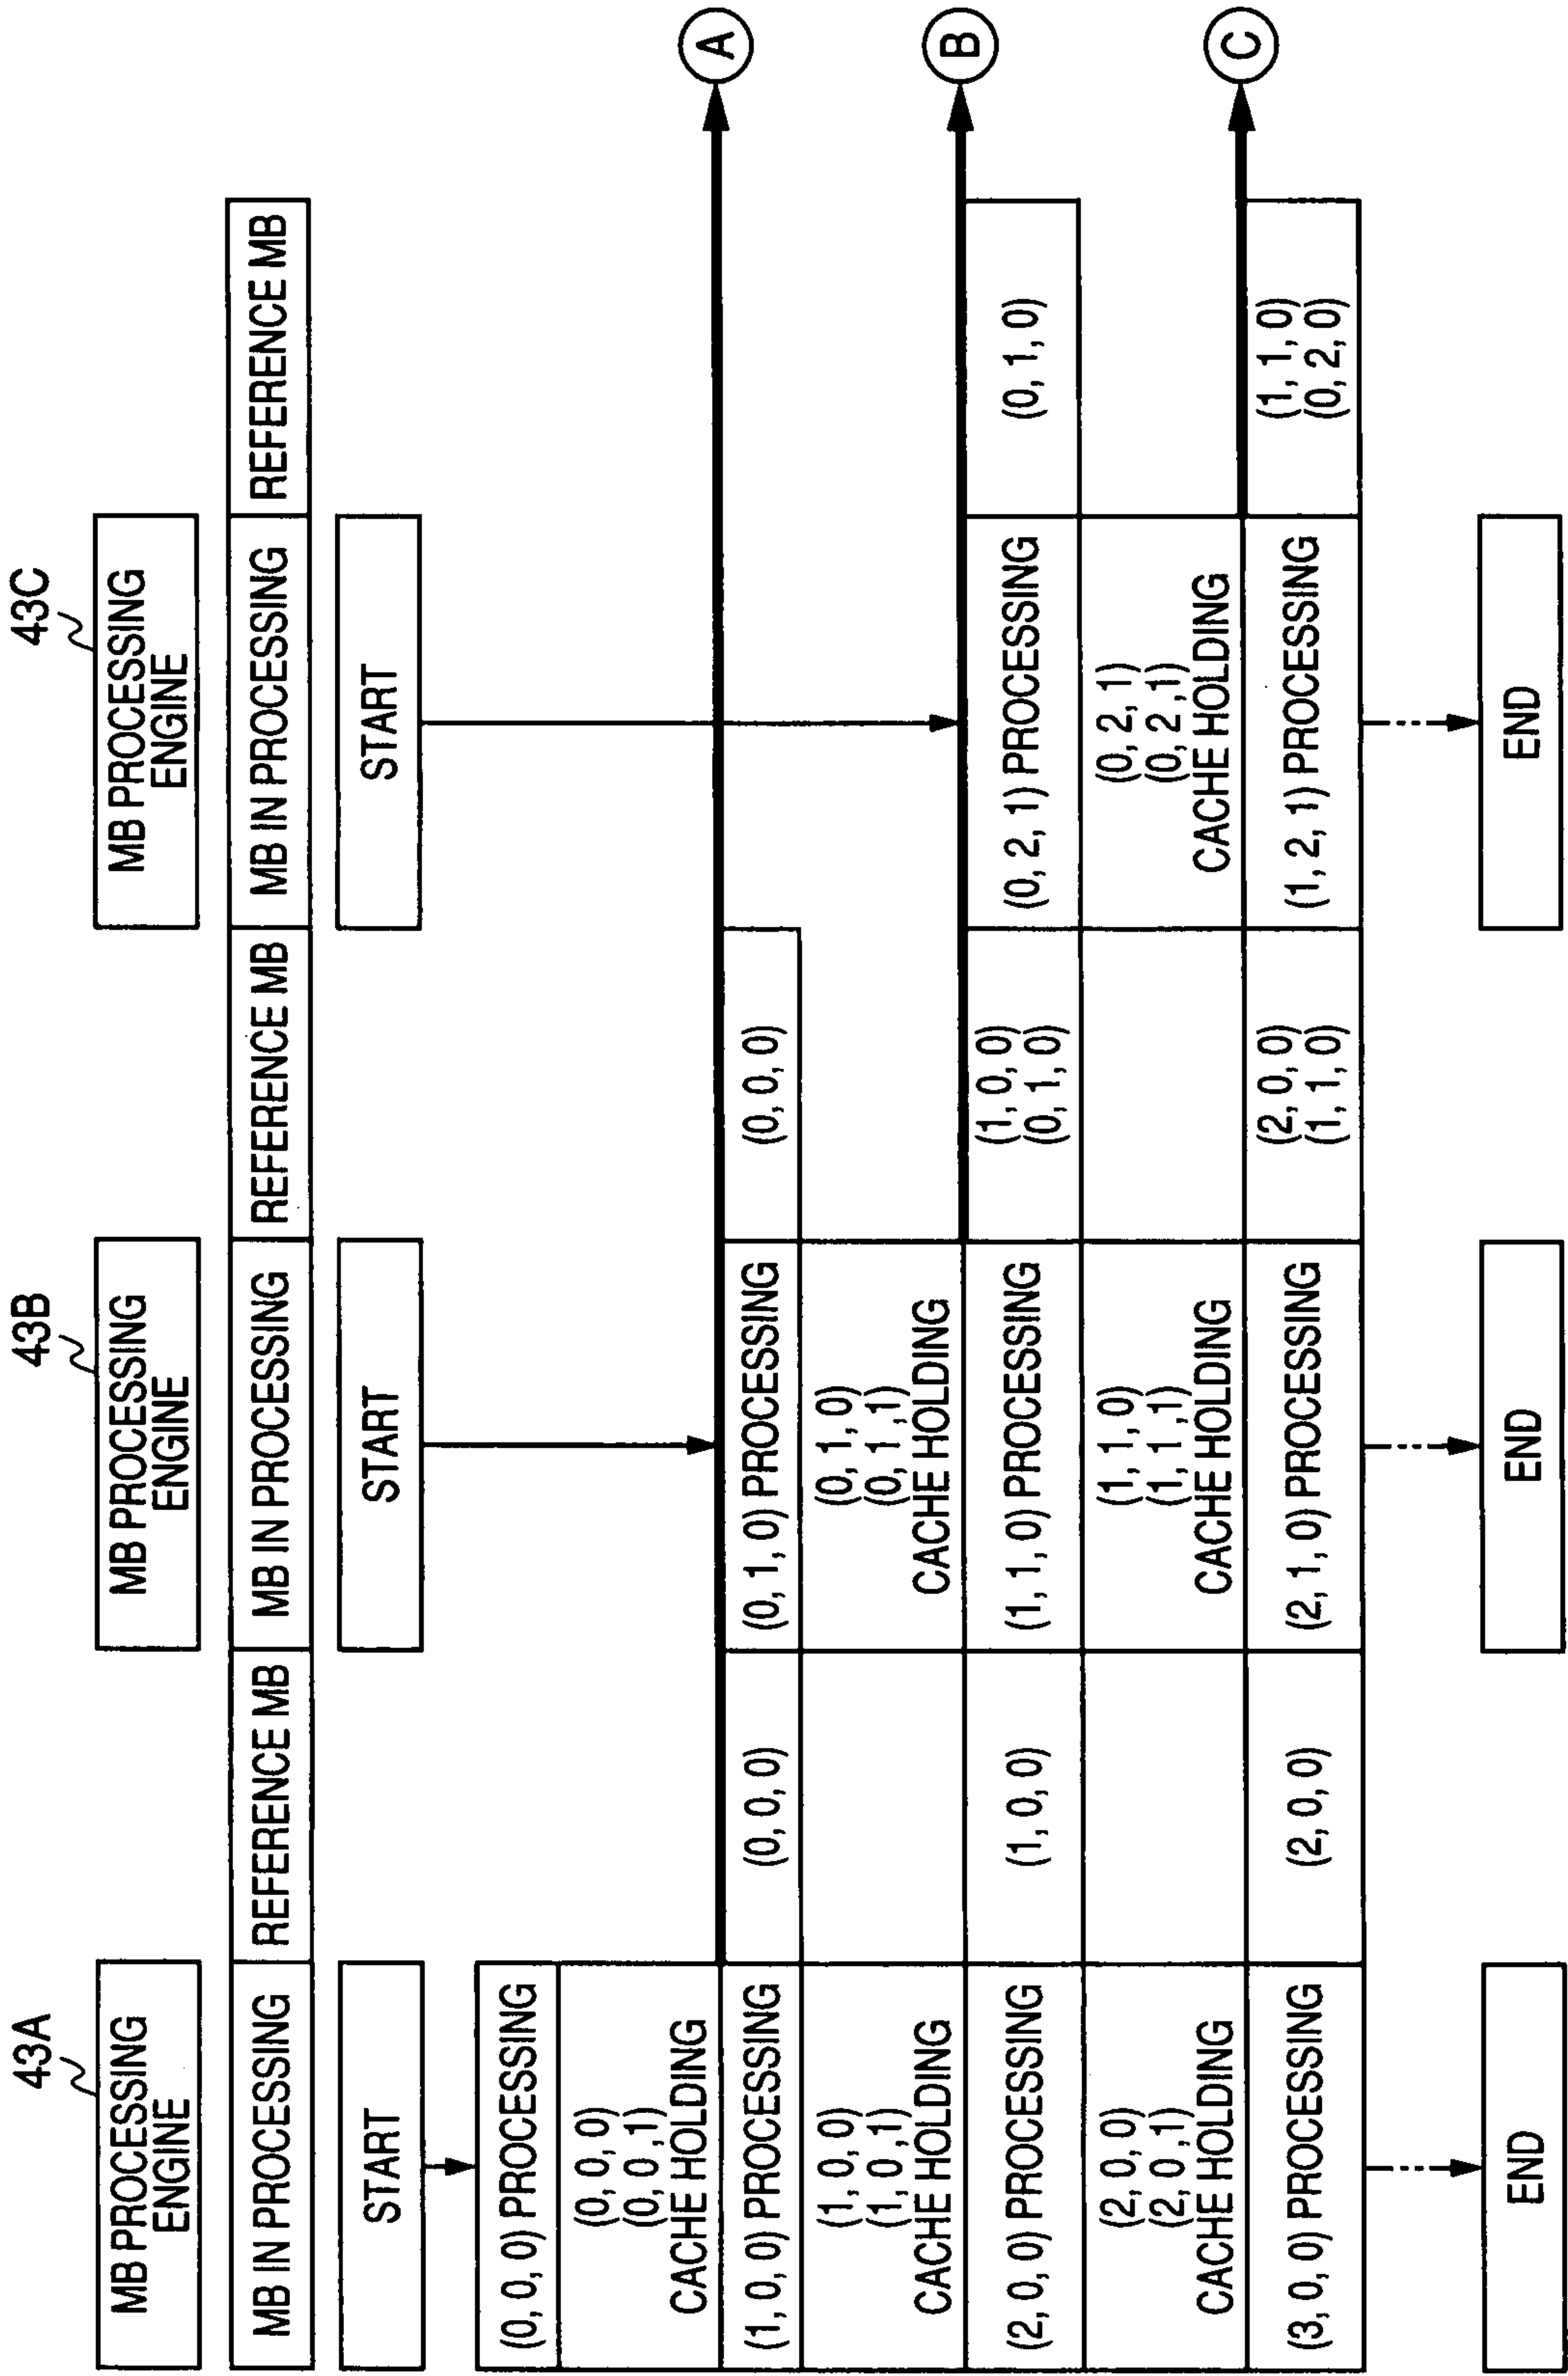 43A
43B
43C
MB PROCESSING
ENGINE
MB PROCESSING
ENGINE
MB PROCESSING
ENGINE
MB IN PROCESSING
REFERENCE MB
MB IN PROCESSING
REFERENCE MB
MB IN PROCESSING
REFERENCE MB
START
START
START
(0, 0, 0) PROCESSING
(0, 0, 0)
(0, 0 ,1)
CACHE HOLDING
A
(1, 0, 0) PROCESSING
(0, 0, 0)
(0, 1, 0) PROCESSING
(0, 0, 0)
(1, 0, 0)
(1, 0 ,1)
CACHE HOLDING
(0, 1, 0)
(0, 1 ,1)
CACHE HOLDING
B
(2, 0, 0) PROCESSING
(1, 0, 0)
(1, 1, 0) PROCESSING
(1, 0, 0)
(0, 1, 0)
(0, 2, 1) PROCESSING
(0, 1, 0)
(2, 0, 0)
(2, 0 ,1)
CACHE HOLDING
(1, 1, 0)
(1, 1 ,1)
CACHE HOLDING
(0, 2, 1)
(0, 2 ,1)
CACHE HOLDING
C
(3, 0, 0) PROCESSING
(2, 0, 0)
(2, 1, 0) PROCESSING
(2, 0, 0)
(1, 1, 0)
(1, 2, 1) PROCESSING
(1, 1, 0)
(0, 2, 0)
END
END
END